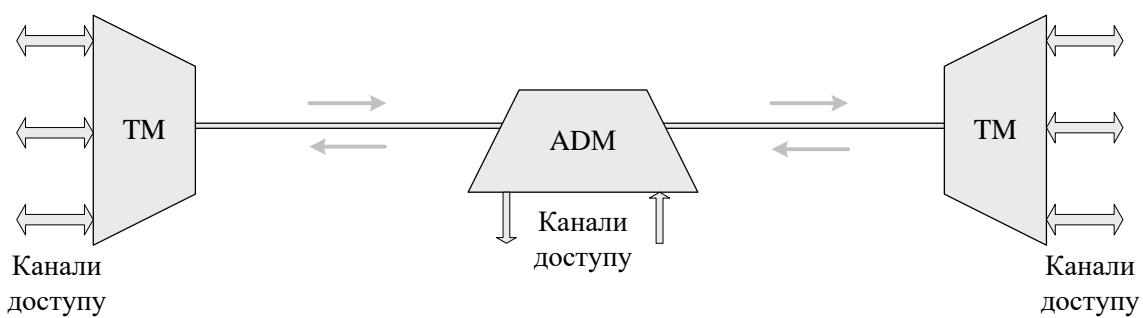 TM
ADM
TM
Канали
доступу
Канали
доступу
Канали
доступу